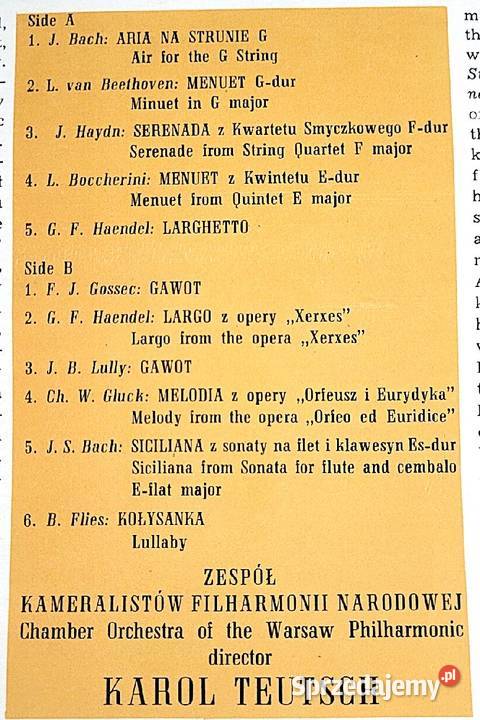 Side A
1. J. Bach: ARIA NA STRUNIE G
Air for the G String
2. L. van Beethoven: MENUET G-dur
Minuet in G major
3. J. Haydn: SERENADA z Kwartetu Smyczkowego F-dur
Serenade from String Quartet F major
4. L. Boccherini: MENUET z Kwintetu E-dur
Menuet from Quintet E major
5. G. F. Haendel: LARGHETTO
Side B
1. F. J. Gossec: GAWOT
2. G. F. Haendel: LARGO z opery „Xerxes”
Largo from the opera „Xerxes”
3. J. B. Lully: GAWOT
4. Ch. W. Gluck: MELODIA z opery „Orfeusz i Eurydyka”
Melody from the opera „Orfeo ed Euridice”
5. J. S. Bach: SICILIANA z sonaty na flet i klawesyn Es-dur
Siciliana from Sonata for flute and cembalo
E-flat major
6. B. Flies: KOŁYSANKA
Lullaby
ZESPÓŁ
KAMERALISTÓW FILHARMONII NARODOWEJ
Chamber Orchestra of the Warsaw Philharmonic
director
KAROL TEUTSCH
Sprzedajemy.pl